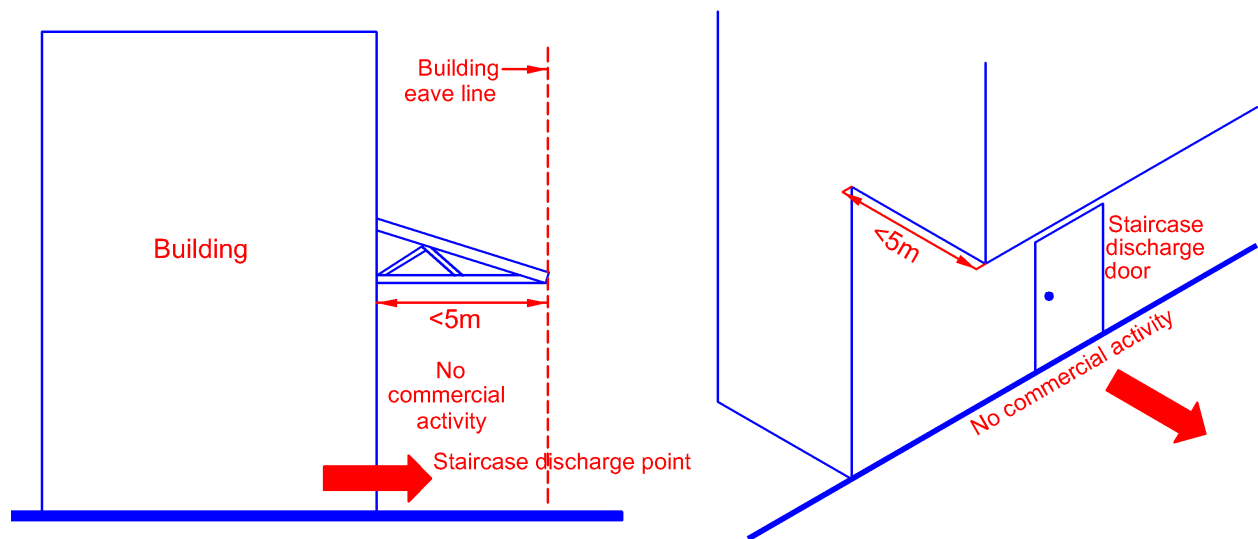 Building
eave line
Building
<5m
No
commercial
activity
Staircase discharge point
<5m
Staircase
discharge
door
No commercial activity